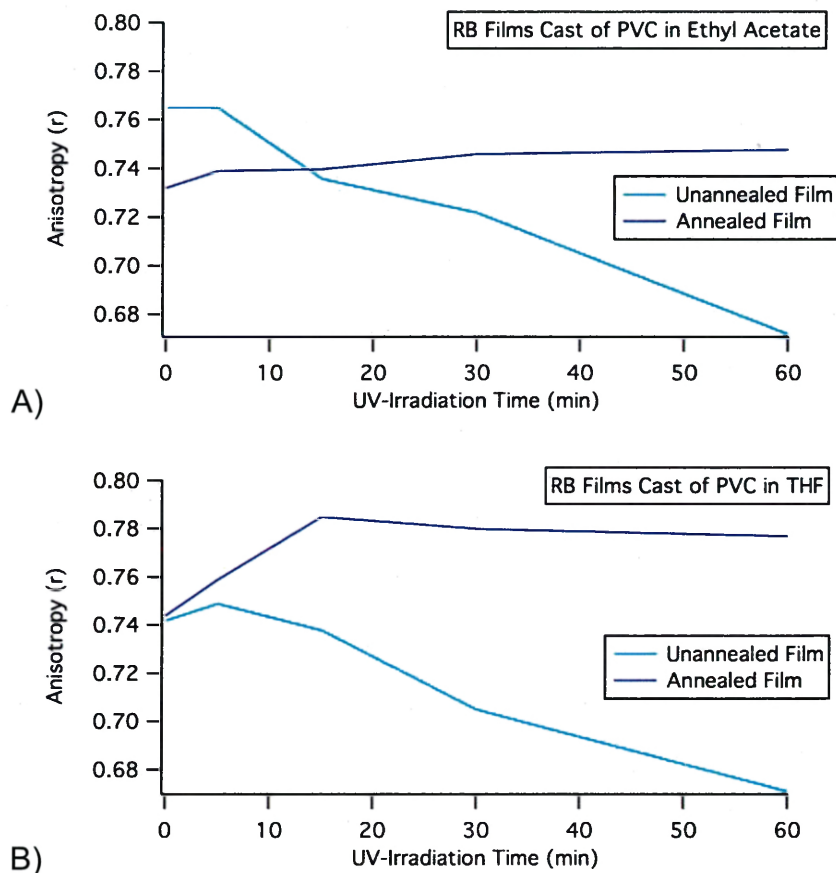 RB Films Cast of PVC in Ethyl Acetate
Anisotropy (r)
0.80
0.78
0.76
0.74
0.72
0.70
0.68
Unannealed Film
Annealed Film
0 10 20 30 40 50 60
UV-Irradiation Time (min)
A)
RB Films Cast of PVC in THF
Anisotropy (r)
0.80
0.78
0.76
0.74
0.72
0.70
0.68
Unannealed Film
Annealed Film
0 10 20 30 40 50 60
UV-Irradiation Time (min)
B)